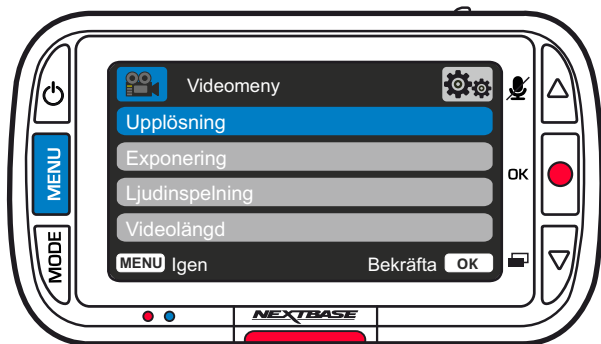 Videomeny
Upplösning
Exponering
Ljudinspelning
Videolängd
MENU Igen
Bekräfta OK
MENU
MODE
OK
NEXTBASE